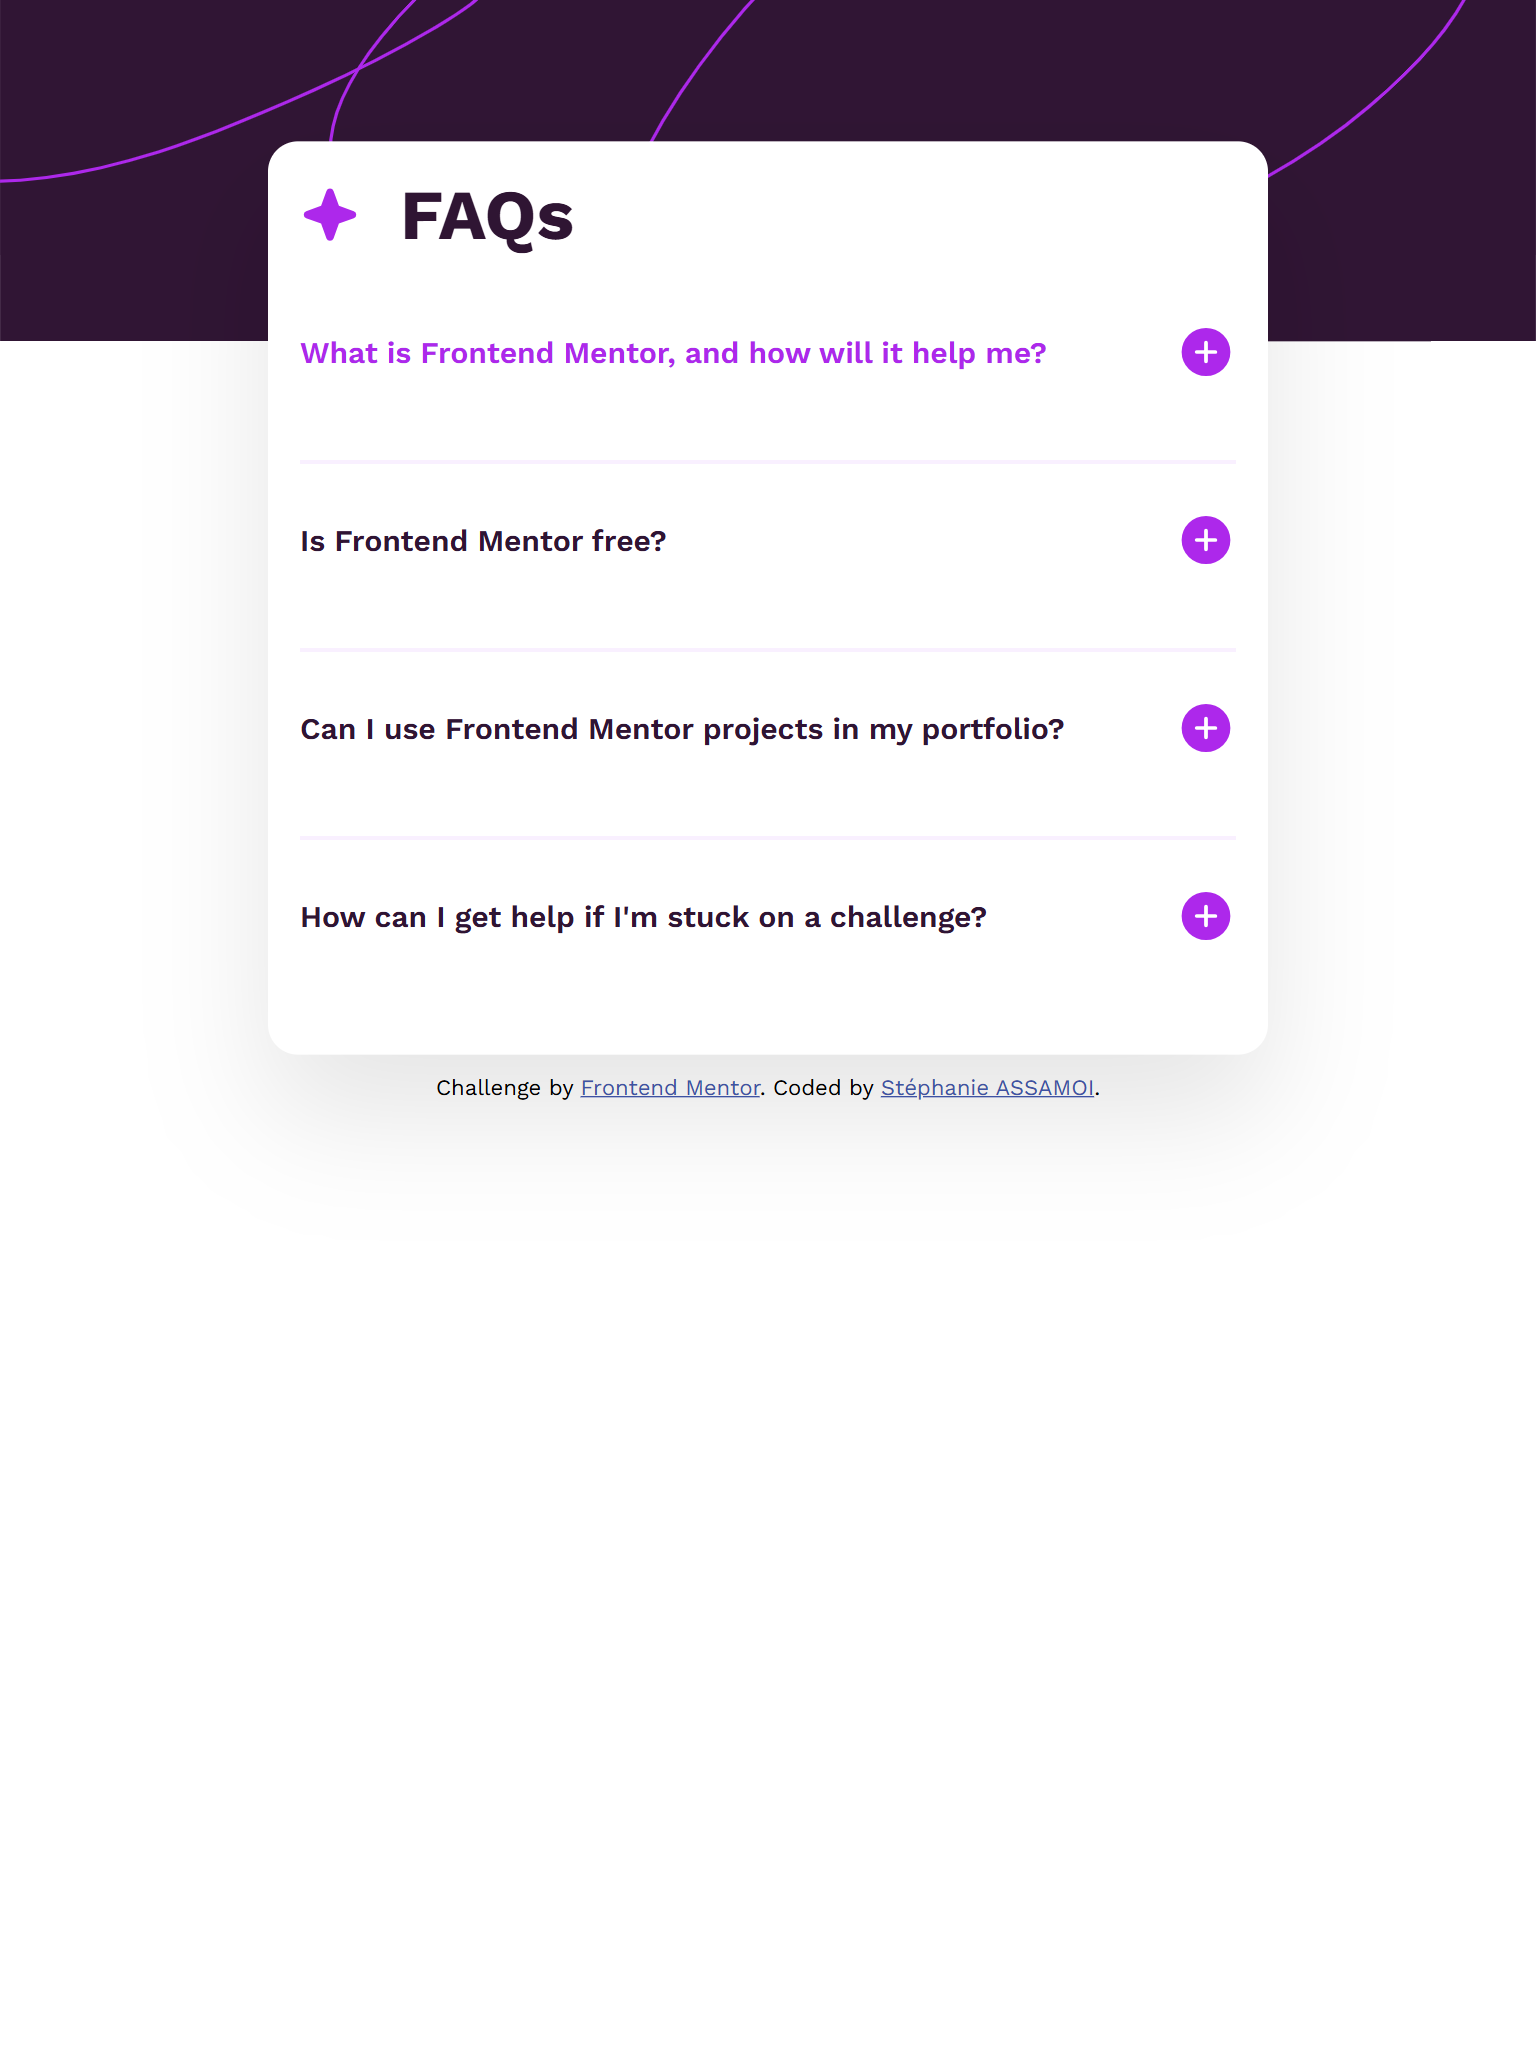 FAQs
What is Frontend Mentor, and how will it help me?
Is Frontend Mentor free?
Can I use Frontend Mentor projects in my portfolio?
How can I get help if I'm stuck on a challenge?
Challenge by Frontend Mentor. Coded by Stéphanie ASSAMOI.